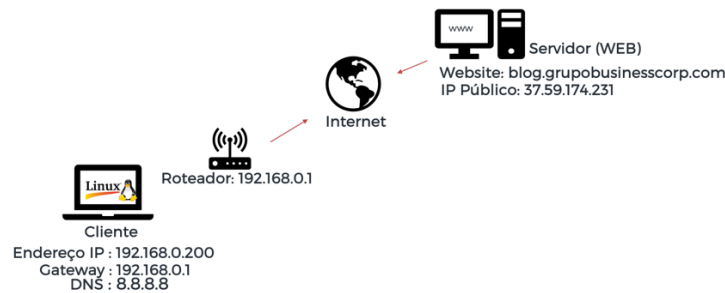 www
Servidor (WEB)
Website: blog.grupobusinesscorp.com
IP Público: 37.59.174.231
Internet
Roteador: 192.168.0.1
Linux
Cliente
Endereço IP : 192.168.0.200
Gateway : 192.168.0.1
DNS : 8.8.8.8